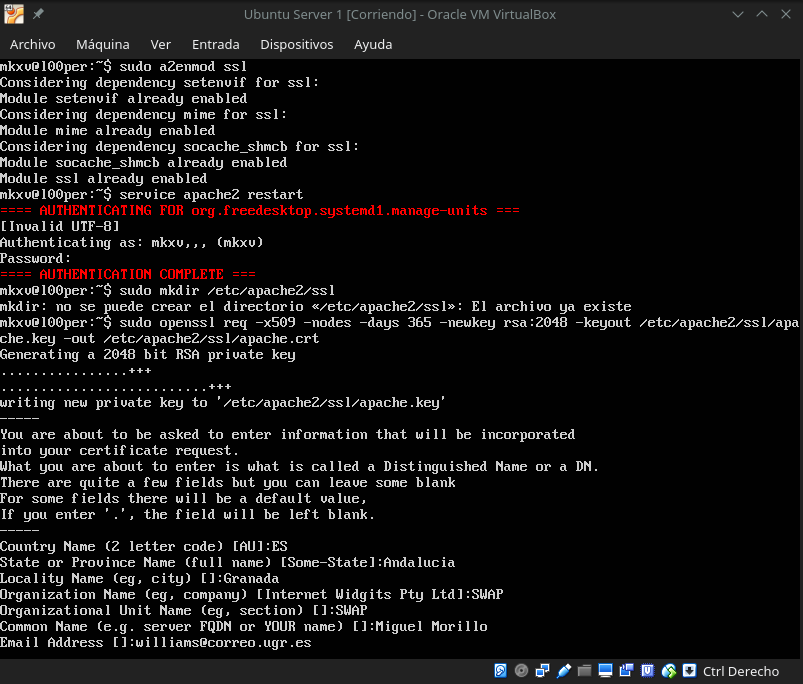 Ubuntu Server 1 [Corriendo] - Oracle VM VirtualBox
Archivo Máquina Ver Entrada Dispositivos Ayuda
mkxv@l00per:~$ sudo a2enmod ssl
Considering dependency setenvif for ssl:
Module setenvif already enabled
Considering dependency mime for ssl:
Module mime already enabled
Considering dependency socache_shmcb for ssl:
Module socache_shmcb already enabled
Module ssl already enabled
mkxv@l00per:~$ service apache2 restart
==== AUTHENTICATING FOR org.freedesktop.systemd1.manage-units ===
[Invalid UTF-8]
Authenticating as: mkxv,,, (mkxv)
Password:
==== AUTHENTICATION COMPLETE ===
mkxv@l00per:~$ sudo mkdir /etc/apache2/ssl
mkdir: no se puede crear el directorio «/etc/apache2/ssl»: El archivo ya existe
mkxv@l00per:~$ sudo openssl req -x509 -nodes -days 365 -newkey rsa:2048 -keyout /etc/apache2/ssl/apa
che.key -out /etc/apache2/ssl/apache.crt
Generating a 2048 bit RSA private key
................+++
..........................+++
writing new private key to '/etc/apache2/ssl/apache.key'
-----
You are about to be asked to enter information that will be incorporated
into your certificate request.
What you are about to enter is what is called a Distinguished Name or a DN.
There are quite a few fields but you can leave some blank
For some fields there will be a default value,
If you enter '.', the field will be left blank.
-----
Country Name (2 letter code) [AU]:ES
State or Province Name (full name) [Some-State]:Andalucia
Locality Name (eg, city) []:Granada
Organization Name (eg, company) [Internet Widgits Pty Ltd]:SWAP
Organizational Unit Name (eg, section) []:SWAP
Common Name (e.g. server FQDN or YOUR name) []:Miguel Morillo
Email Address []:williams@correo.ugr.es
Ctrl Derecho